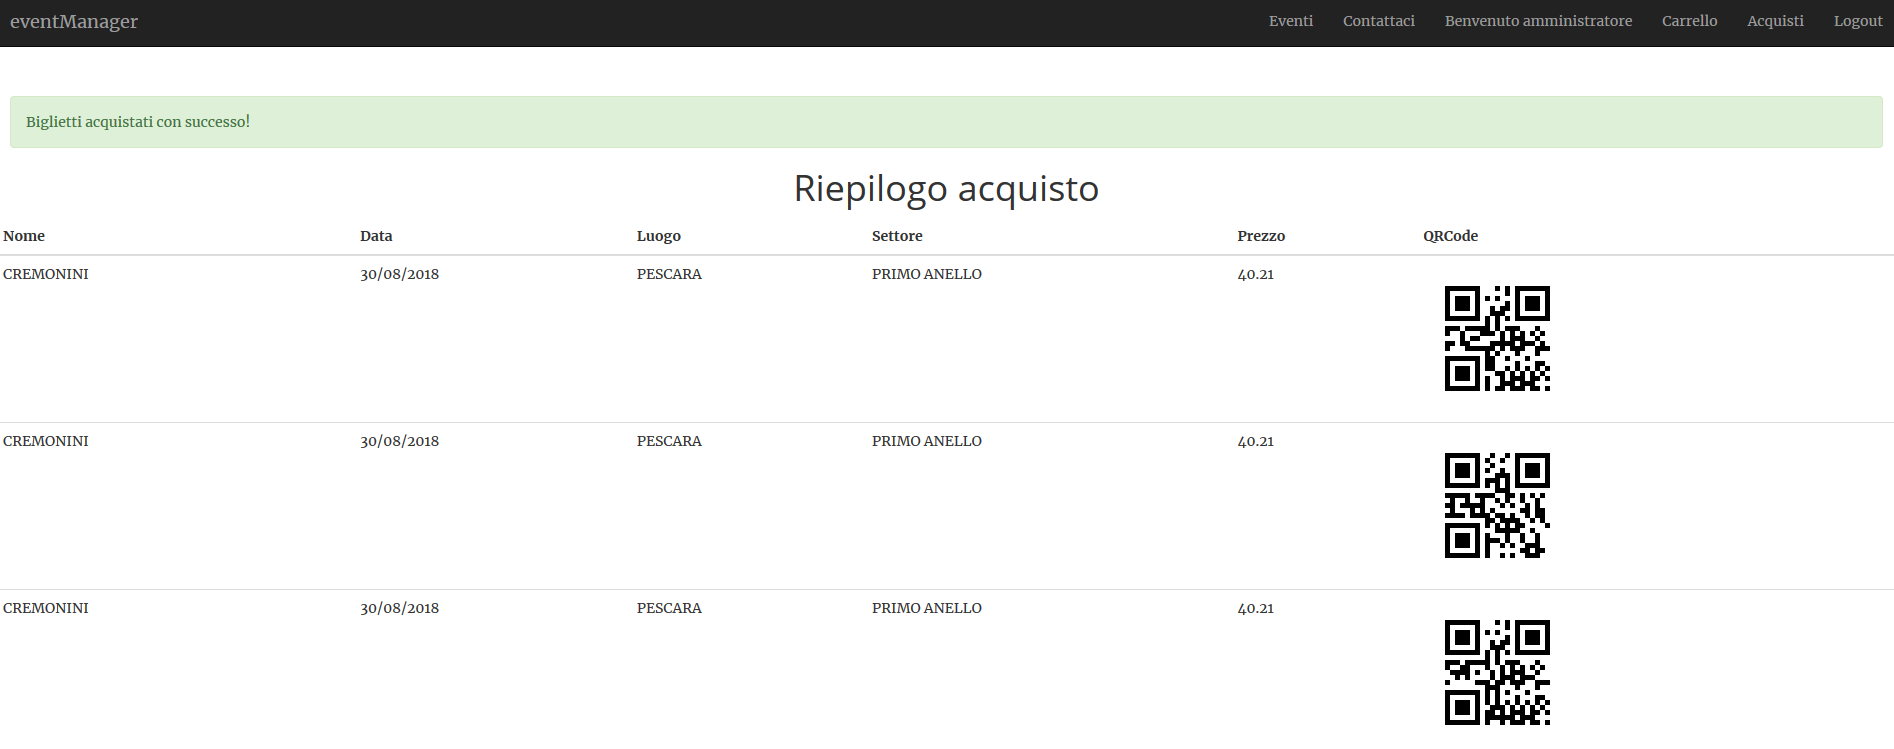 eventManager Eventi Contattaci Benvenuto amministratore Carrello Acquisti Logout
Biglietti acquistati con successo!
Riepilogo acquisto
Nome Data Luogo Settore Prezzo QRCode
CREMONINI 30/08/2018 PESCARA PRIMO ANELLO 40.21
CREMONINI 30/08/2018 PESCARA PRIMO ANELLO 40.21
CREMONINI 30/08/2018 PESCARA PRIMO ANELLO 40.21